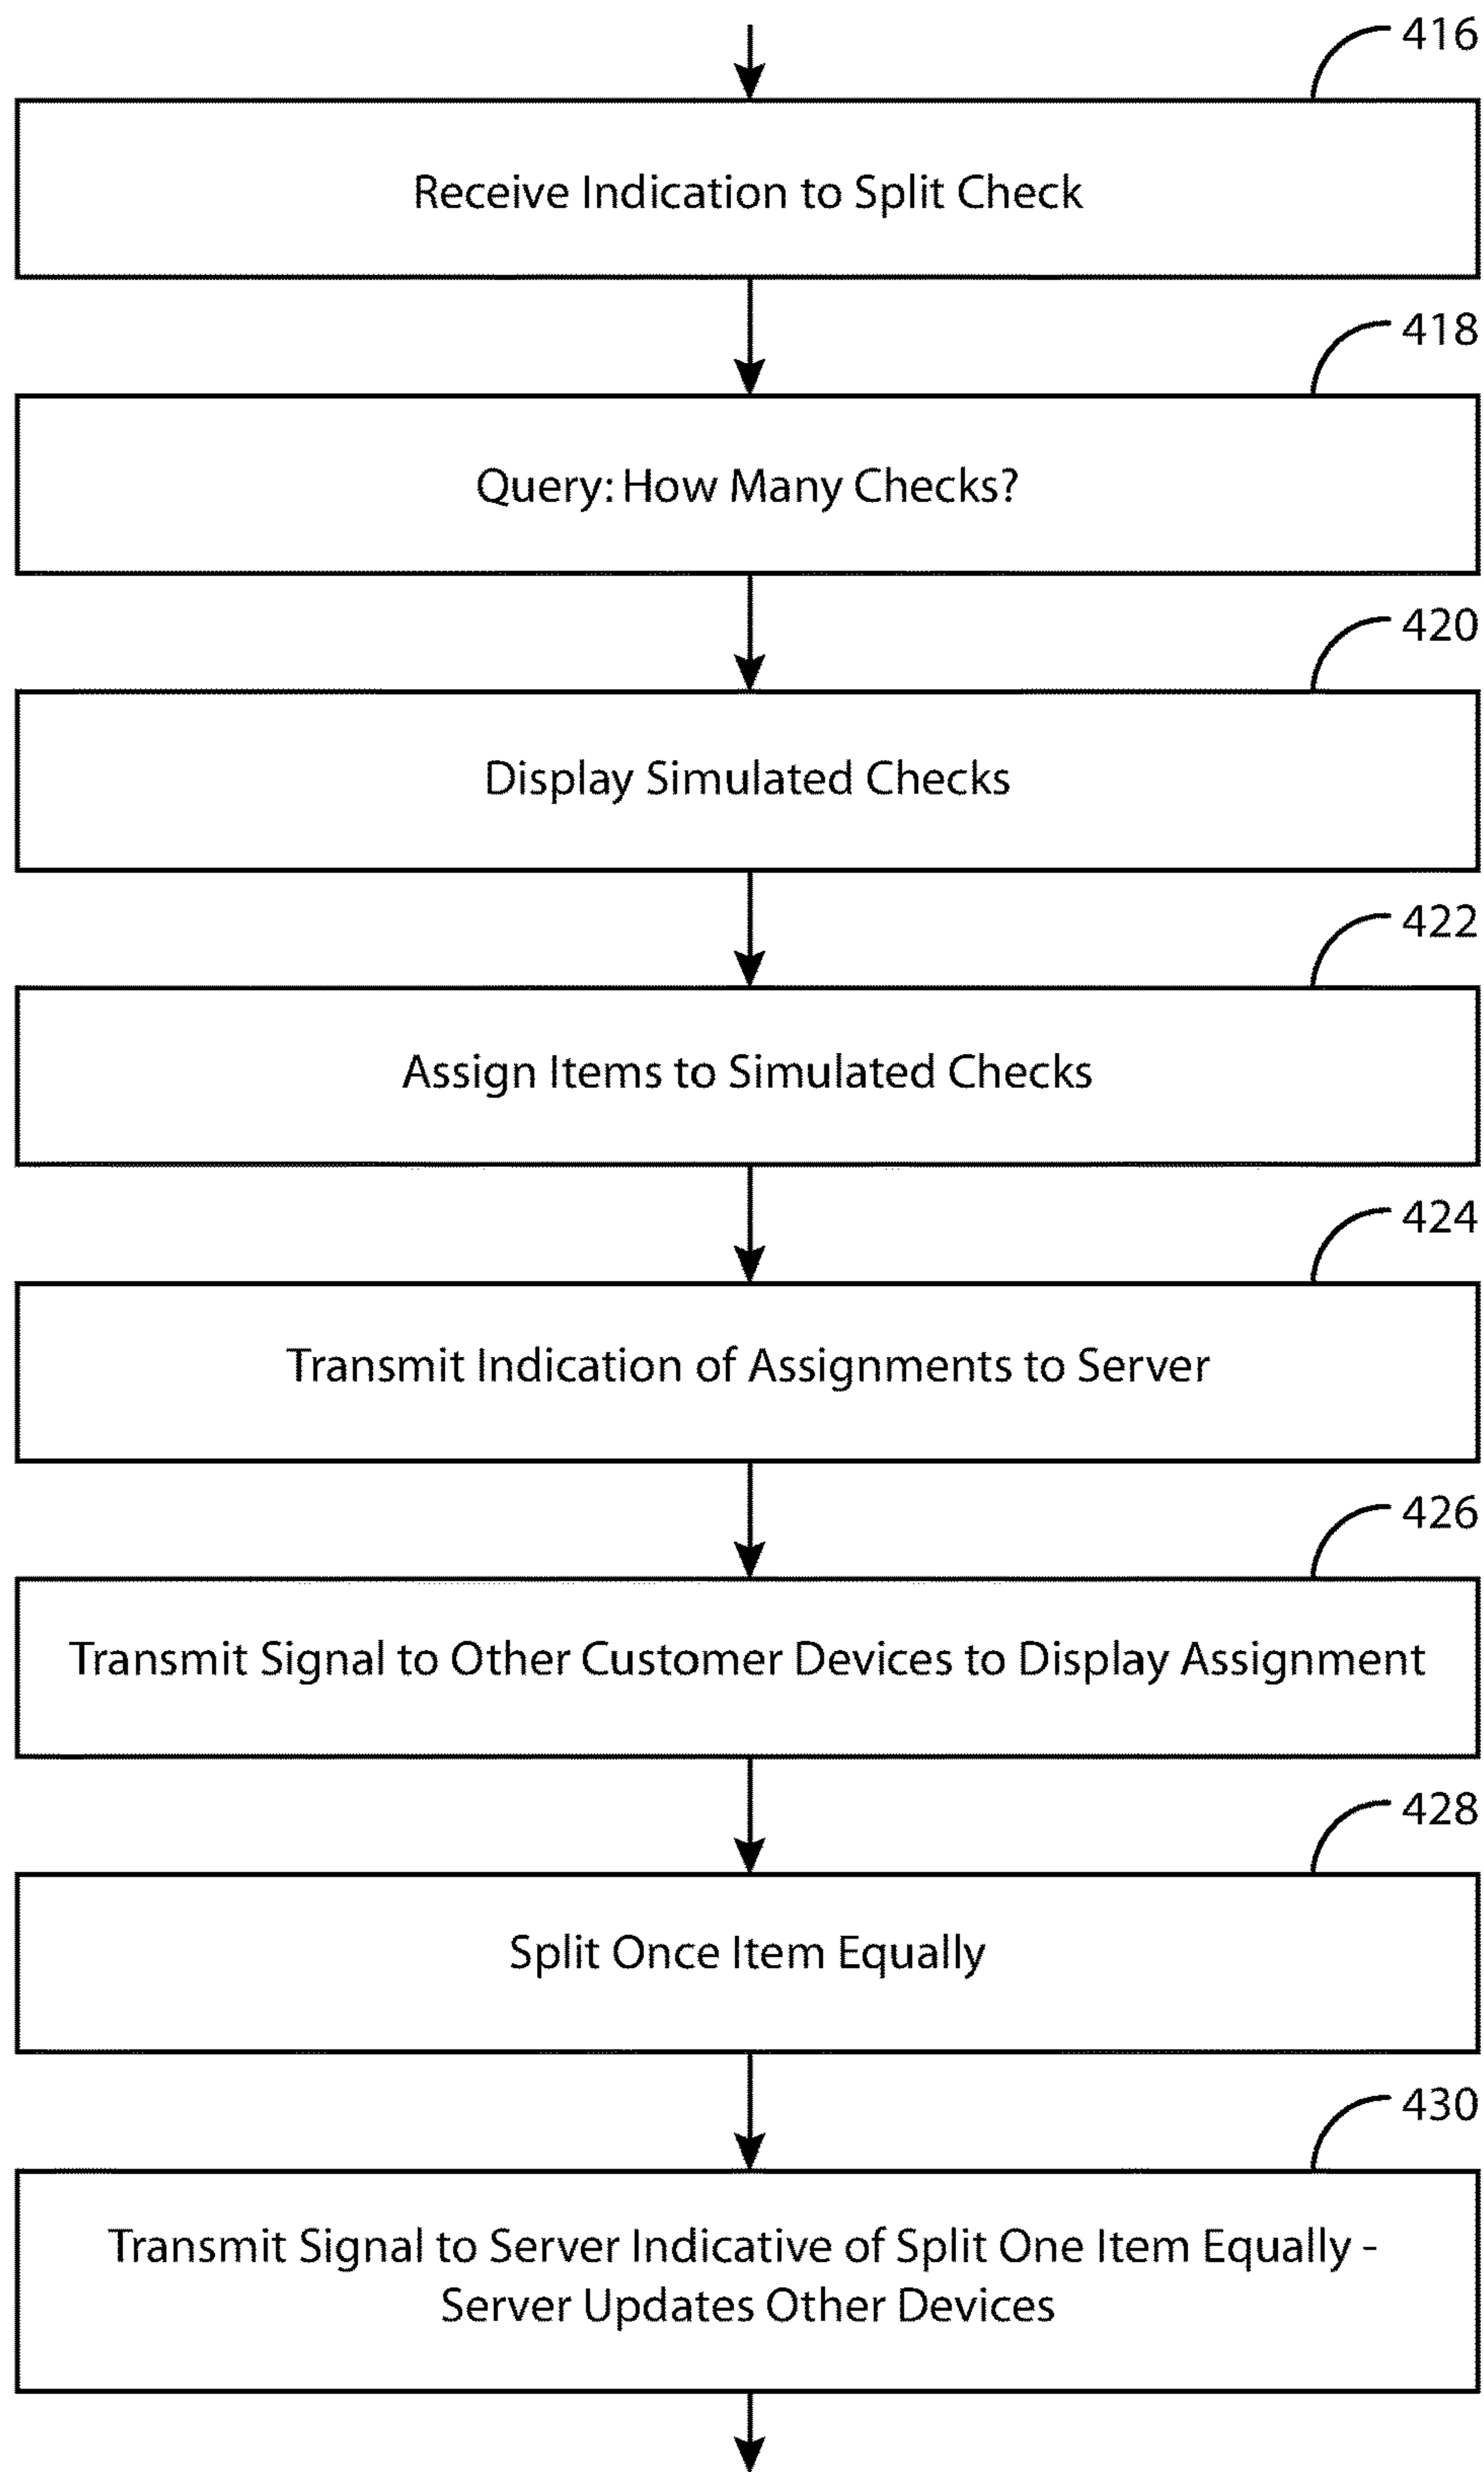 416
Receive Indication to Split Check
418
Query: How Many Checks?
420
Display Simulated Checks
422
Assign Items to Simulated Checks
424
Transmit Indication of Assignments to Server
426
Transmit Signal to Other Customer Devices to Display Assignment
428
Split Once Item Equally
430
Transmit Signal to Server Indicative of Split One Item Equally -
Server Updates Other Devices